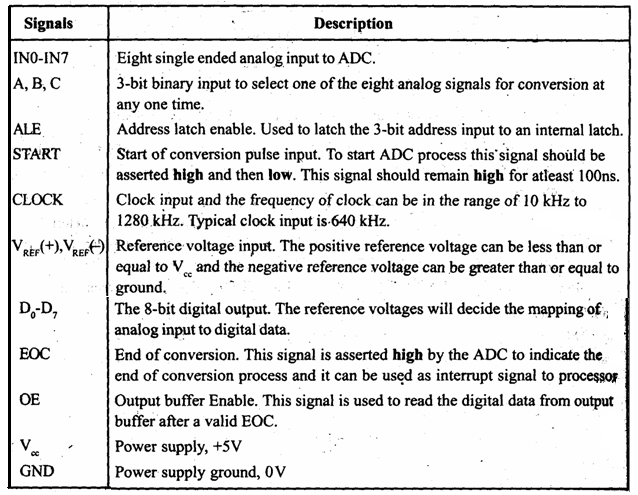 Signals Description
IN0-IN7 Eight single ended analog input to ADC.
A, B, C 3-bit binary input to select one of the eight analog signals for conversion at
any one time.
ALE Address latch enable. Used to latch the 3-bit address input to an internal latch.
START Start of conversion pulse input. To start ADC process this signal should be
asserted high and then low. This signal should remain high for atleast 100ns.
CLOCK Clock input and the frequency of clock can be in the range of 10 kHz to
1280 kHz. Typical clock input is 640 kHz.
V_REF(+),V_REF(-) Reference voltage input. The positive reference voltage can be less than or
equal to V_cc and the negative reference voltage can be greater than or equal to
ground.
D_0-D_7 The 8-bit digital output. The reference voltages will decide the mapping of
analog input to digital data.
EOC End of conversion. This signal is asserted high by the ADC to indicate the
end of conversion process and it can be used as interrupt signal to processor
OE Output buffer Enable. This signal is used to read the digital data from output
buffer after a valid EOC.
V_cc Power supply, +5V
GND Power supply ground, 0V